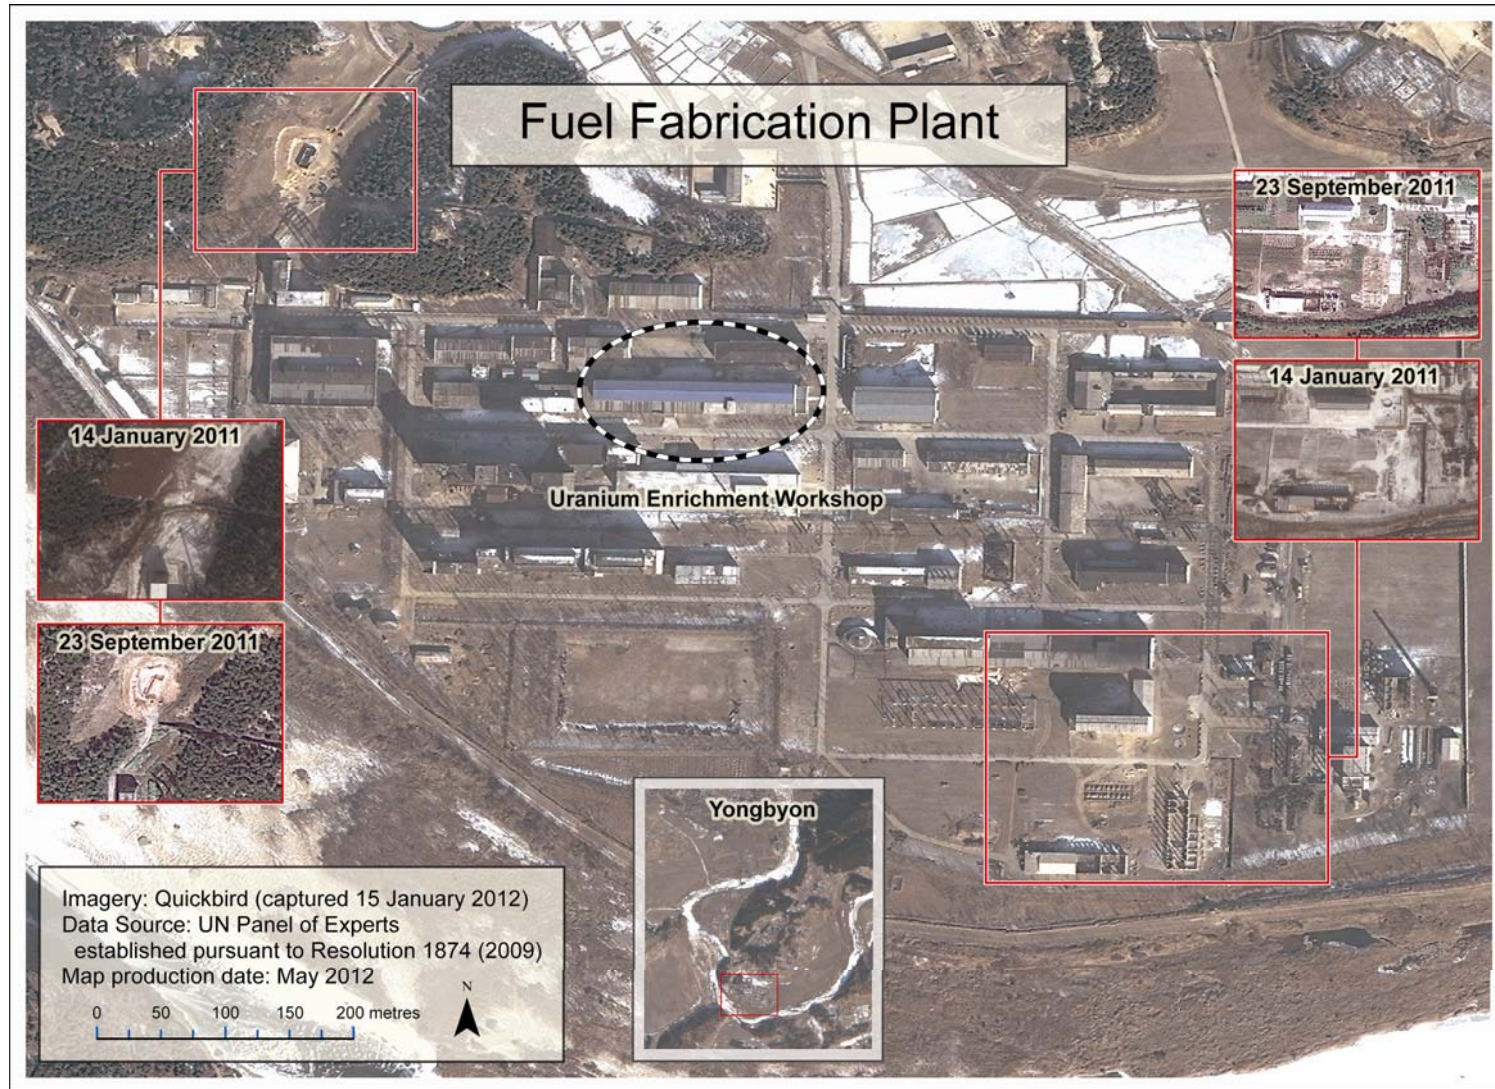 Fuel Fabrication Plant
23 September 2011
14 January 2011
14 January 2011
Uranium Enrichment Workshop
23 September 2011
Yongbyon
Imagery: Quickbird (captured 15 January 2012)
Data Source: UN Panel of Experts
established pursuant to Resolution 1874 (2009)
Map production date: May 2012
N
0 50 100 150 200 metres